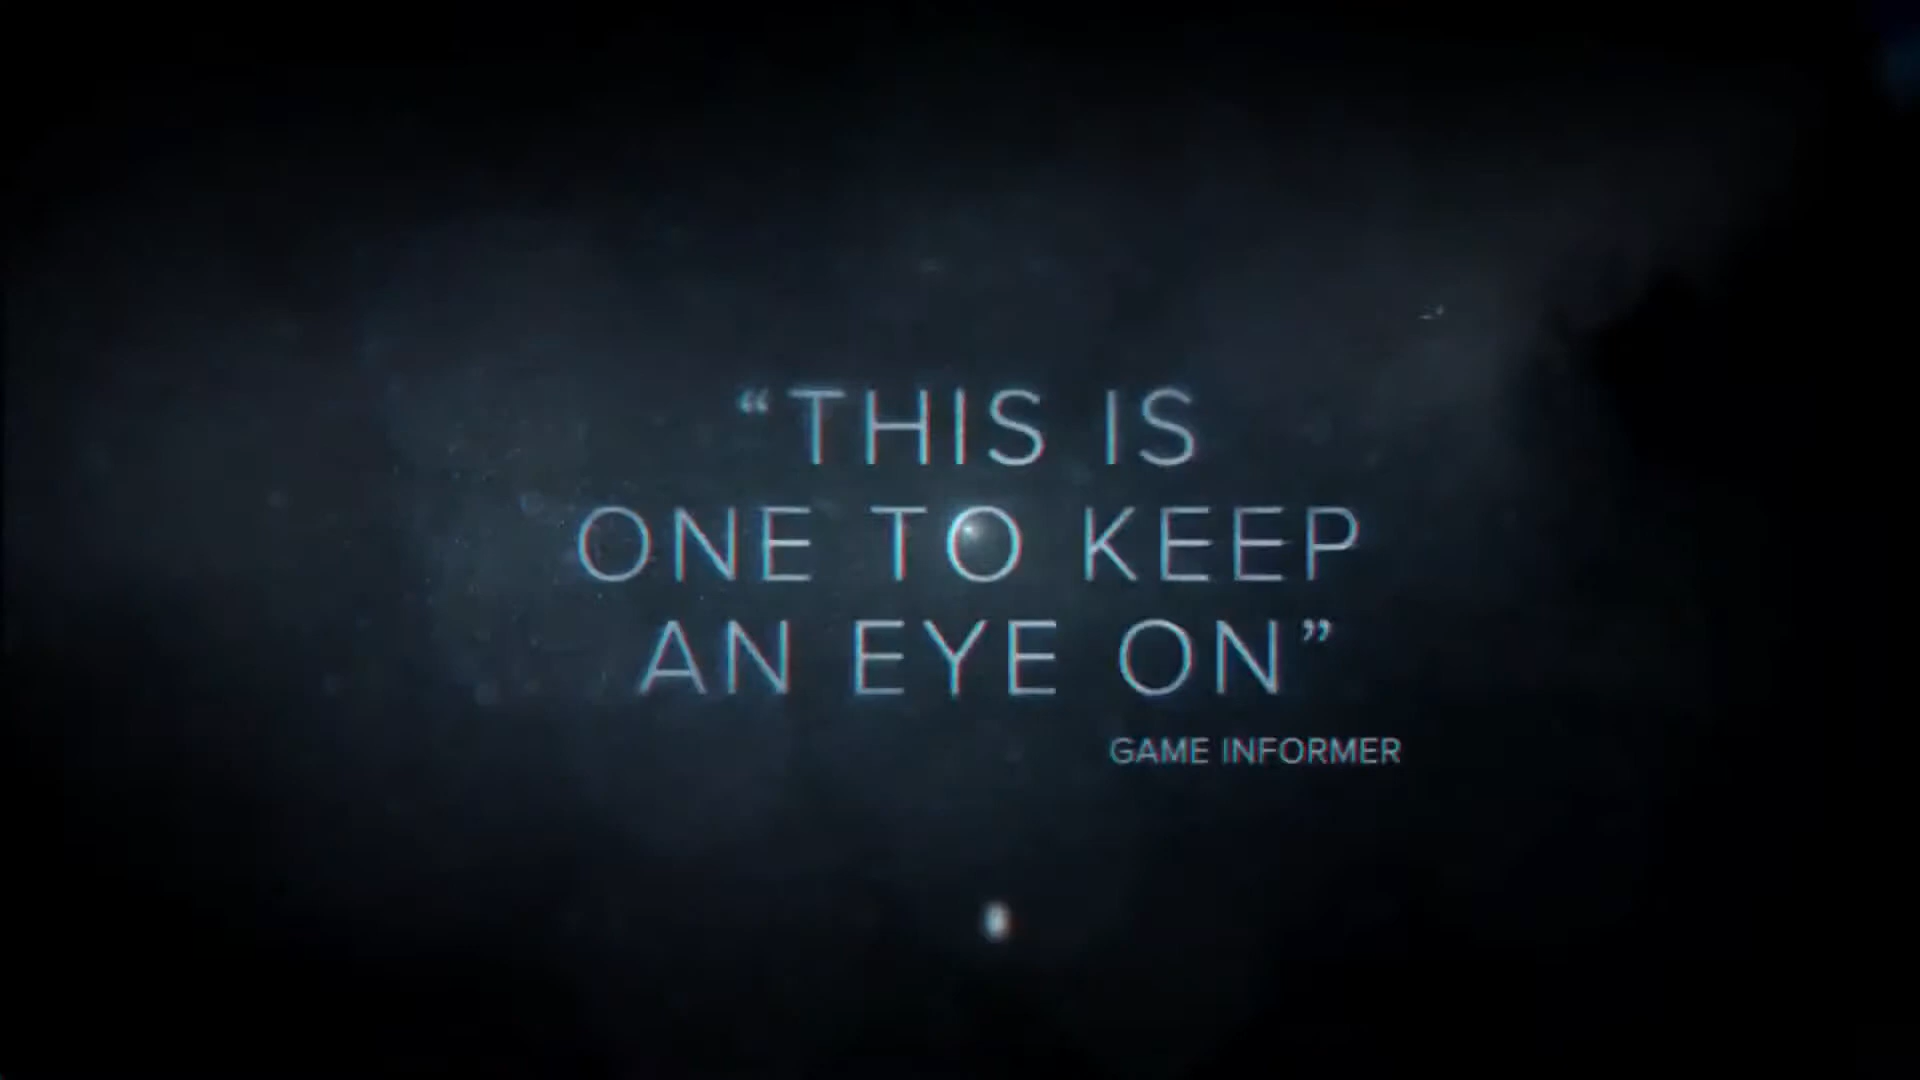 “THIS IS
ONE TO KEEP
AN EYE ON”
GAME INFORMER